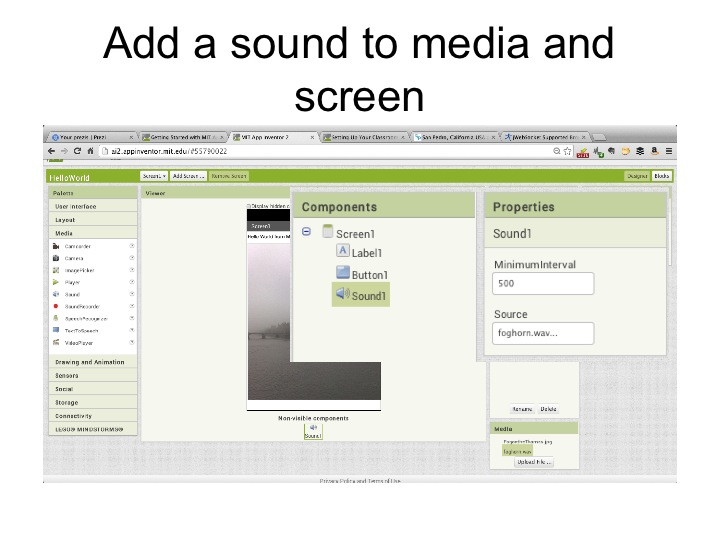 Add a sound to media and
screen
Your prezis | Prezi
Getting Started with MIT A
MIT App Inventor 2
Setting Up Your Classroom
San Pedro, California USA
jWebSocket Supported Bro
ai2.appinventor.mit.edu/#55790022
HelloWorld
Screen1
Add Screen ...
Remove Screen
Designer
Blocks
Palette
User Interface
Layout
Media
Camcorder
Camera
ImagePicker
Player
Sound
SoundRecorder
SpeechRecognizer
TextToSpeech
VideoPlayer
Drawing and Animation
Sensors
Social
Storage
Connectivity
LEGO® MINDSTORMS®
Viewer
Display hidden c
Screen1
Hello World from M
Non-visible components
Sound1
Components
Screen1
Label1
Button1
Sound1
Properties
Sound1
MinimumInterval
500
Source
foghorn.wav...
Rename
Delete
Media
foghorn.wav
Upload File ...
Privacy Policy and Terms of Use